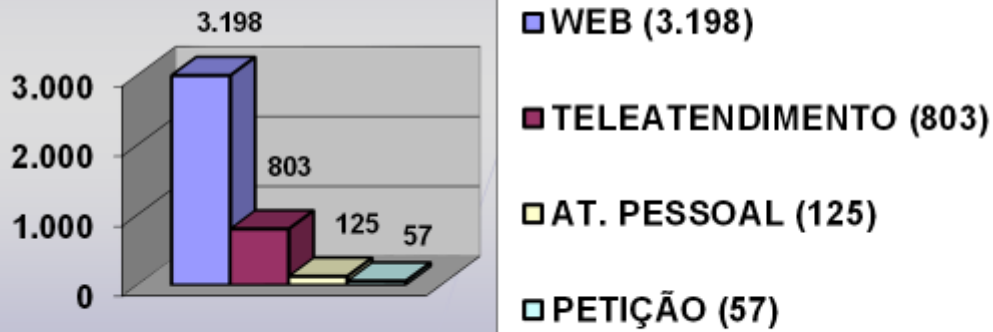 3.198
3.000
2.000
1.000
0
803
125
57
WEB (3.198)
TELEATENDIMENTO (803)
AT. PESSOAL (125)
PETIÇÃO (57)